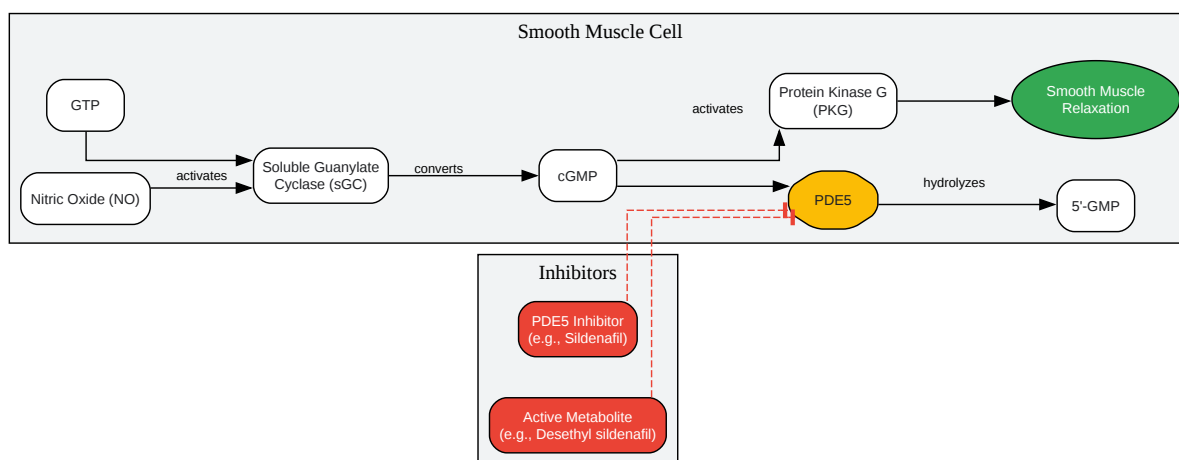 Smooth Muscle Cell
GTP
Nitric Oxide (NO)
activates
Soluble Guanylate
Cyclase (sGC)
converts
cGMP
activates
Protein Kinase G
(PKG)
Smooth Muscle
Relaxation
PDE5
hydrolyzes
5'-GMP
Inhibitors
PDE5 Inhibitor
(e.g., Sildenafil)
Active Metabolite
(e.g., Desethyl sildenafil)